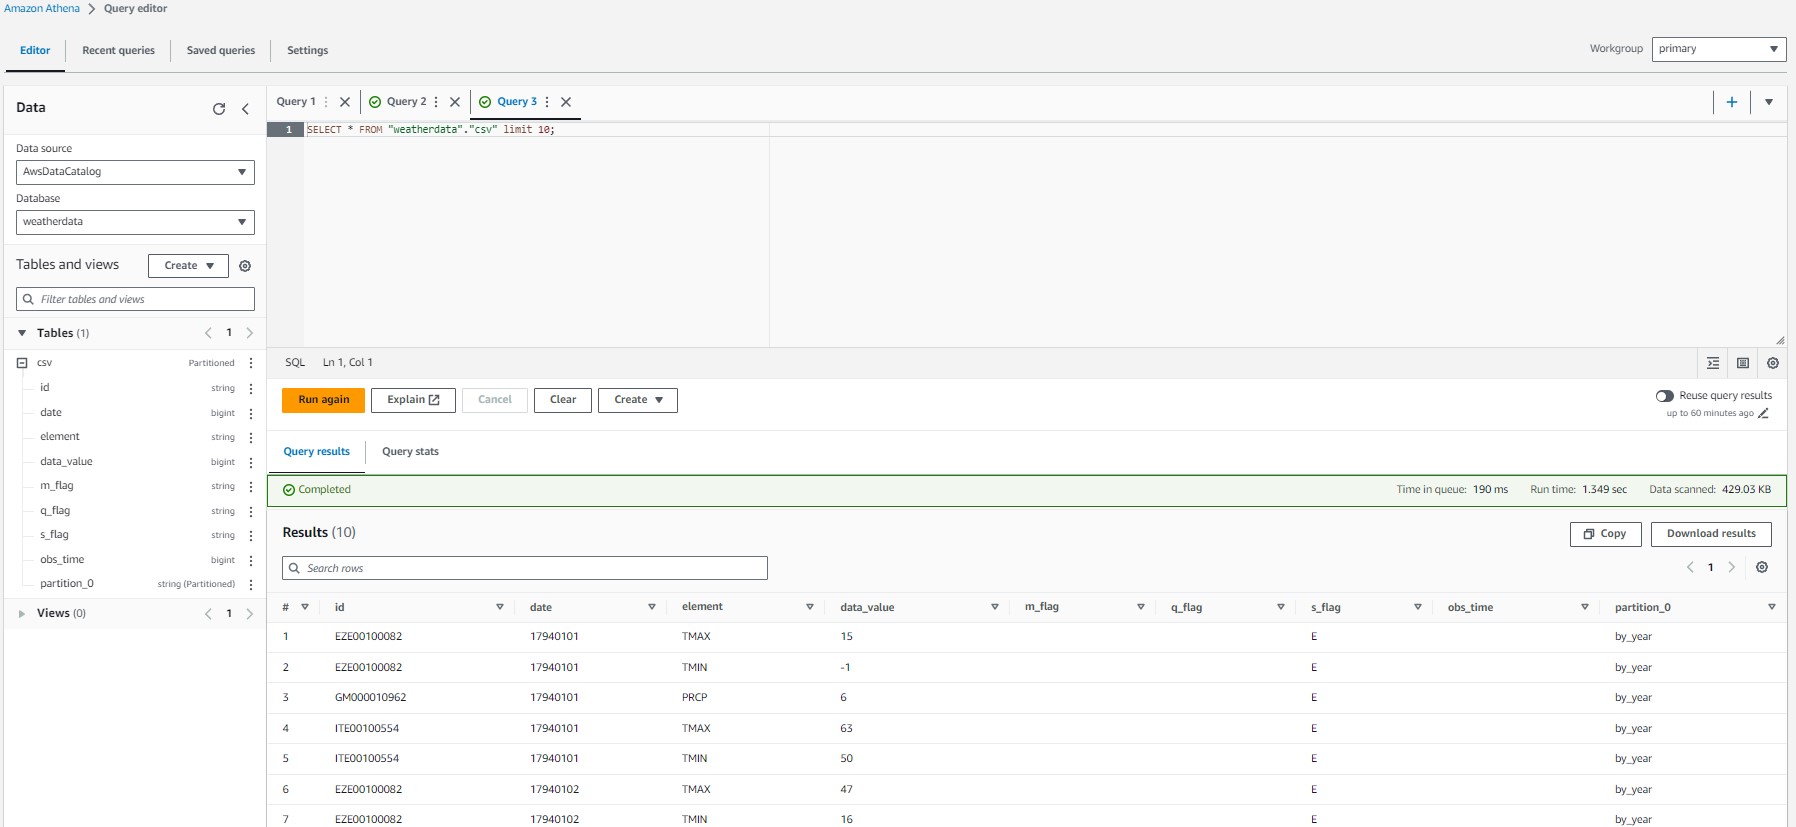 Amazon Athena > Query editor
Editor Recent queries Saved queries Settings
Workgroup primary
Data
Query 1 Query 2 Query 3
1 SELECT * FROM "weatherdata"."csv" limit 10;
Data source
AwsDataCatalog
Database
weatherdata
Tables and views Create
Filter tables and views
Tables (1) 1
csv Partitioned
id string
date bigint
element string
data_value bigint
m_flag string
q_flag string
s_flag string
obs_time bigint
partition_0 string (Partitioned)
Views (0) 1
SQL Ln 1, Col 1
Run again Explain Cancel Clear Create
Reuse query results
up to 60 minutes ago
Query results Query stats
Completed Time in queue: 190 ms Run time: 1.349 sec Data scanned: 429.03 KB
Results (10) Copy Download results
Search rows 1
# id date element data_value m_flag q_flag s_flag obs_time partition_0
1 EZE00100082 17940101 TMAX 15 E by_year
2 EZE00100082 17940101 TMIN -1 E by_year
3 GM000010962 17940101 PRCP 6 E by_year
4 ITE00100554 17940101 TMAX 63 E by_year
5 ITE00100554 17940101 TMIN 50 E by_year
6 EZE00100082 17940102 TMAX 47 E by_year
7 EZE00100082 17940102 TMIN 16 E by_year